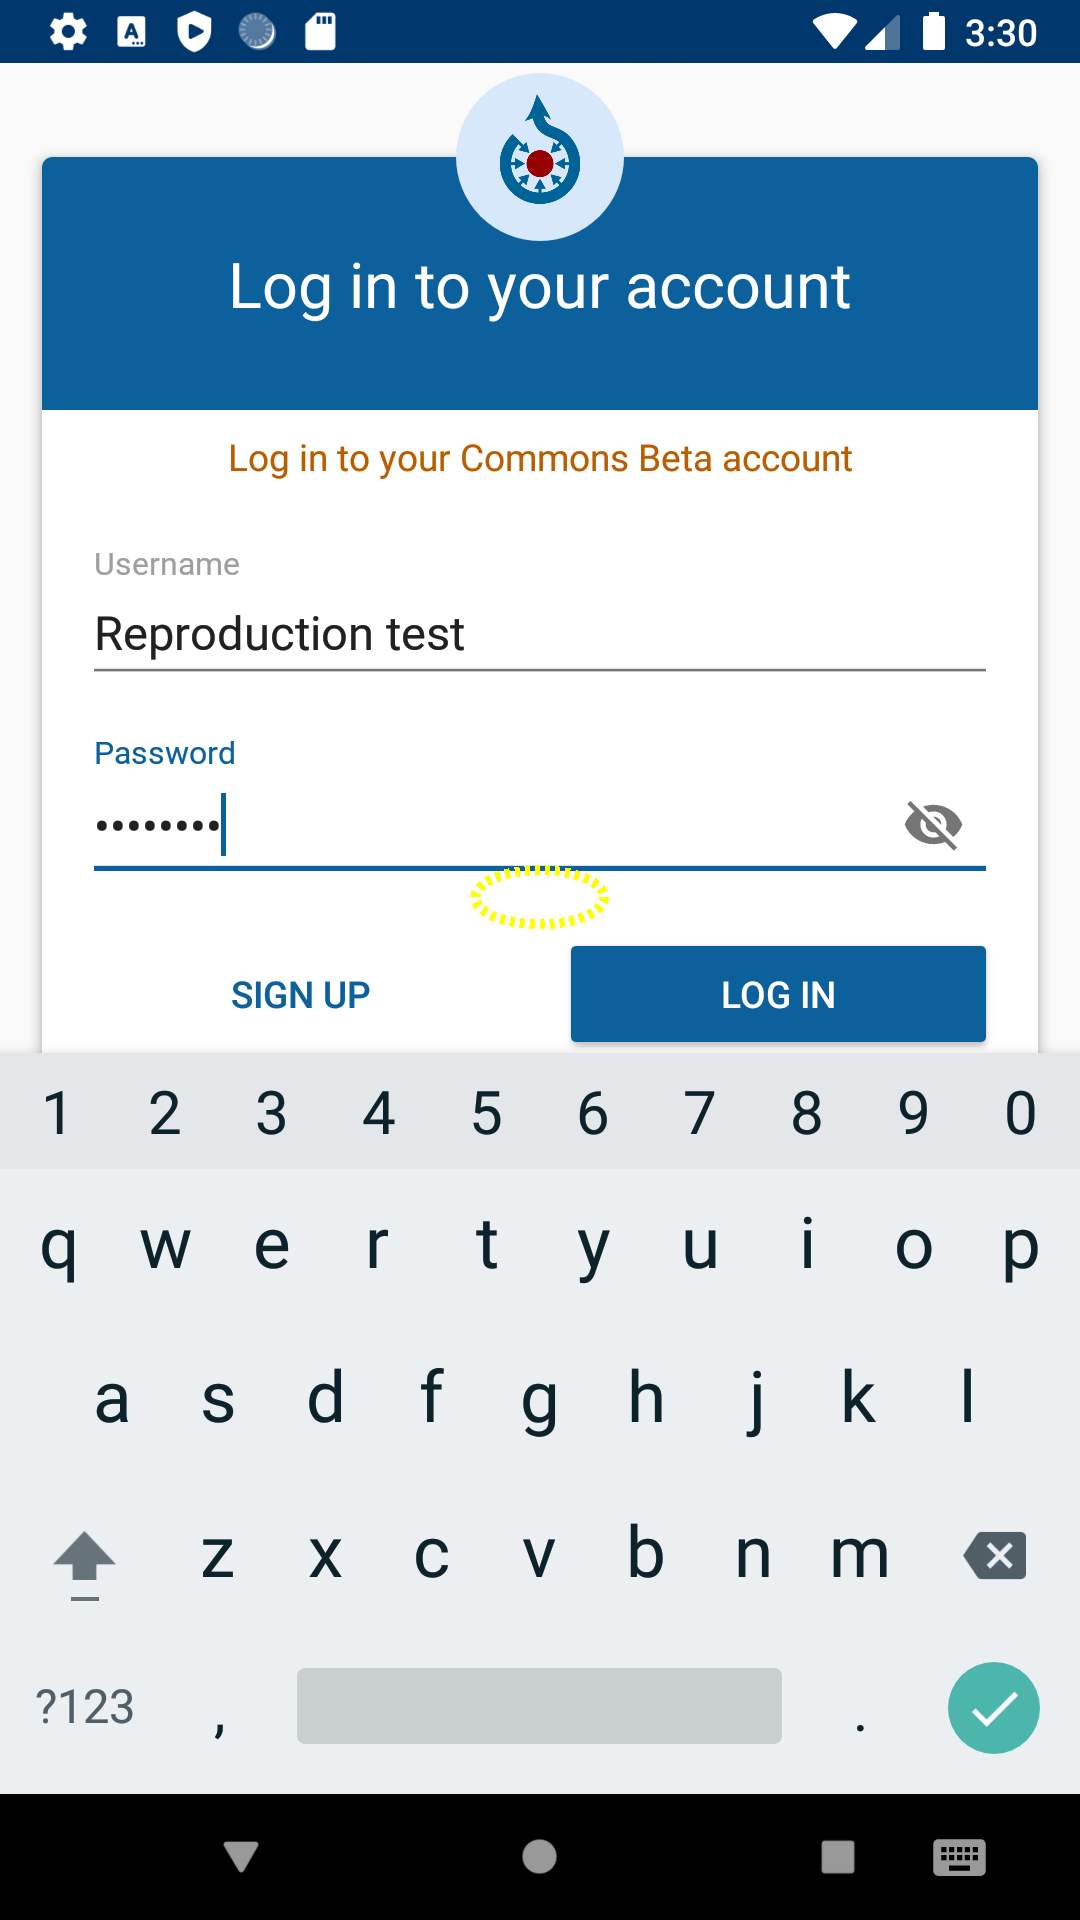 3:30
Log in to your account
Log in to your Commons Beta account
Username
Reproduction test
Password
••••••••
SIGN UP
LOG IN
1 2 3 4 5 6 7 8 9 0
q w e r t y u i o p
a s d f g h j k l
z x c v b n m
?123 , .